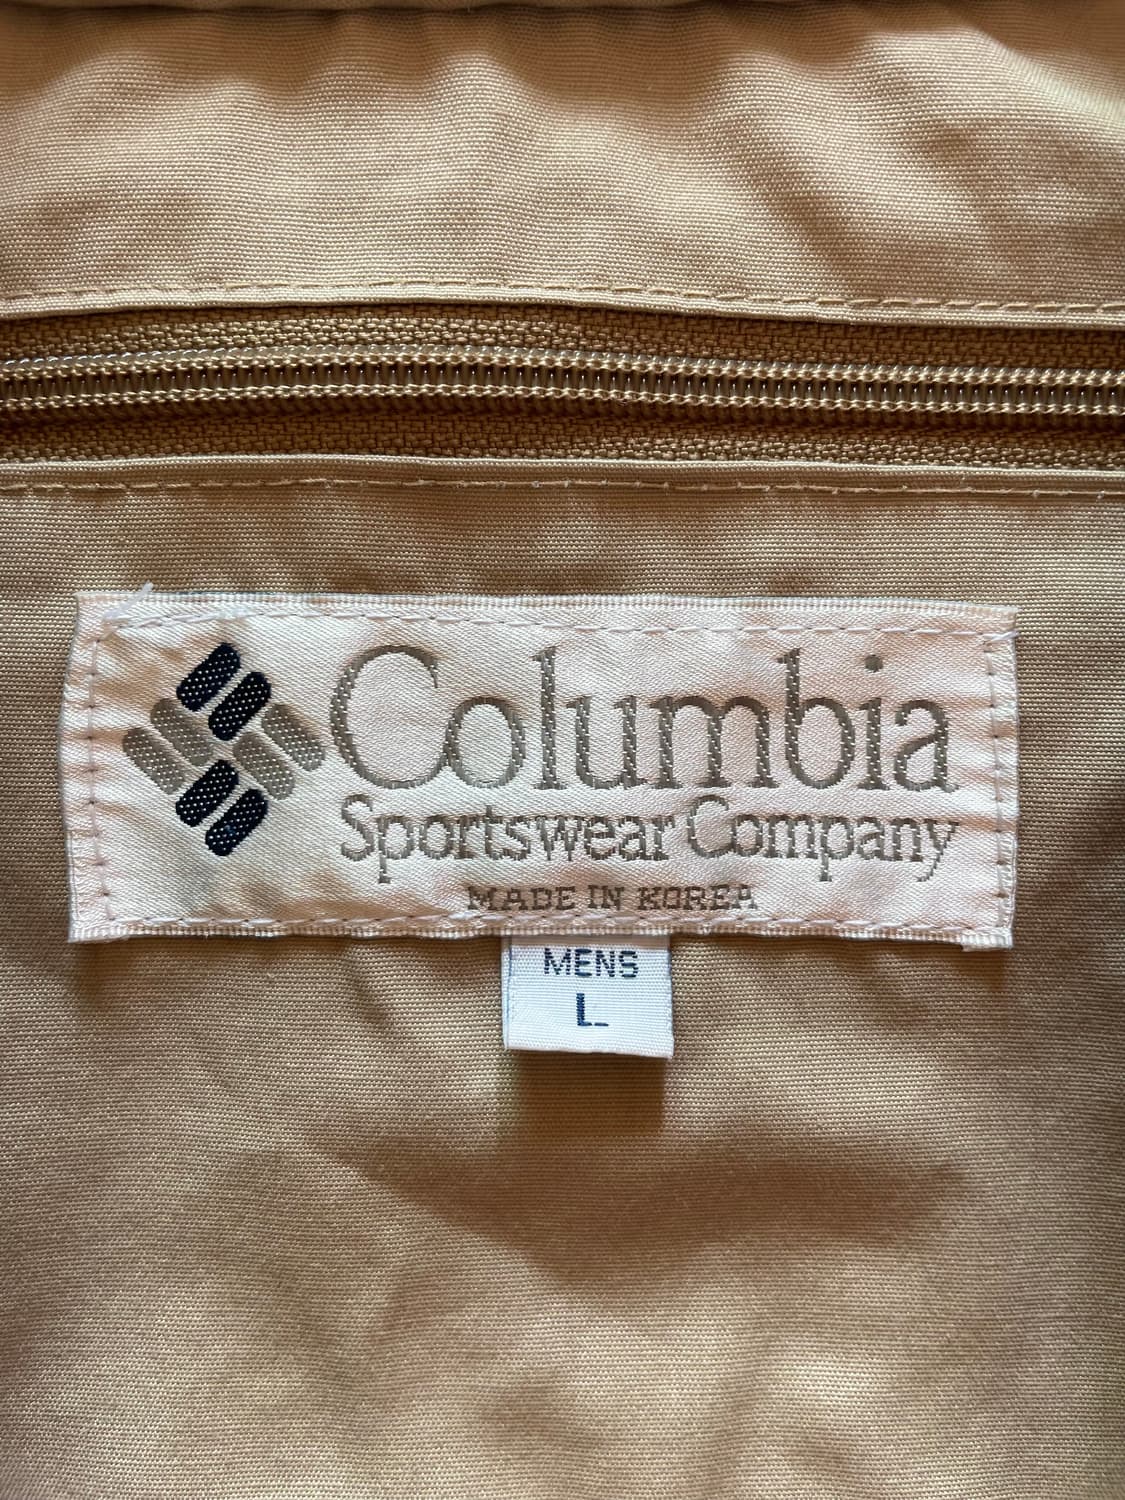 Columbia
Sportswear Company
MADE IN KOREA
MENS
L